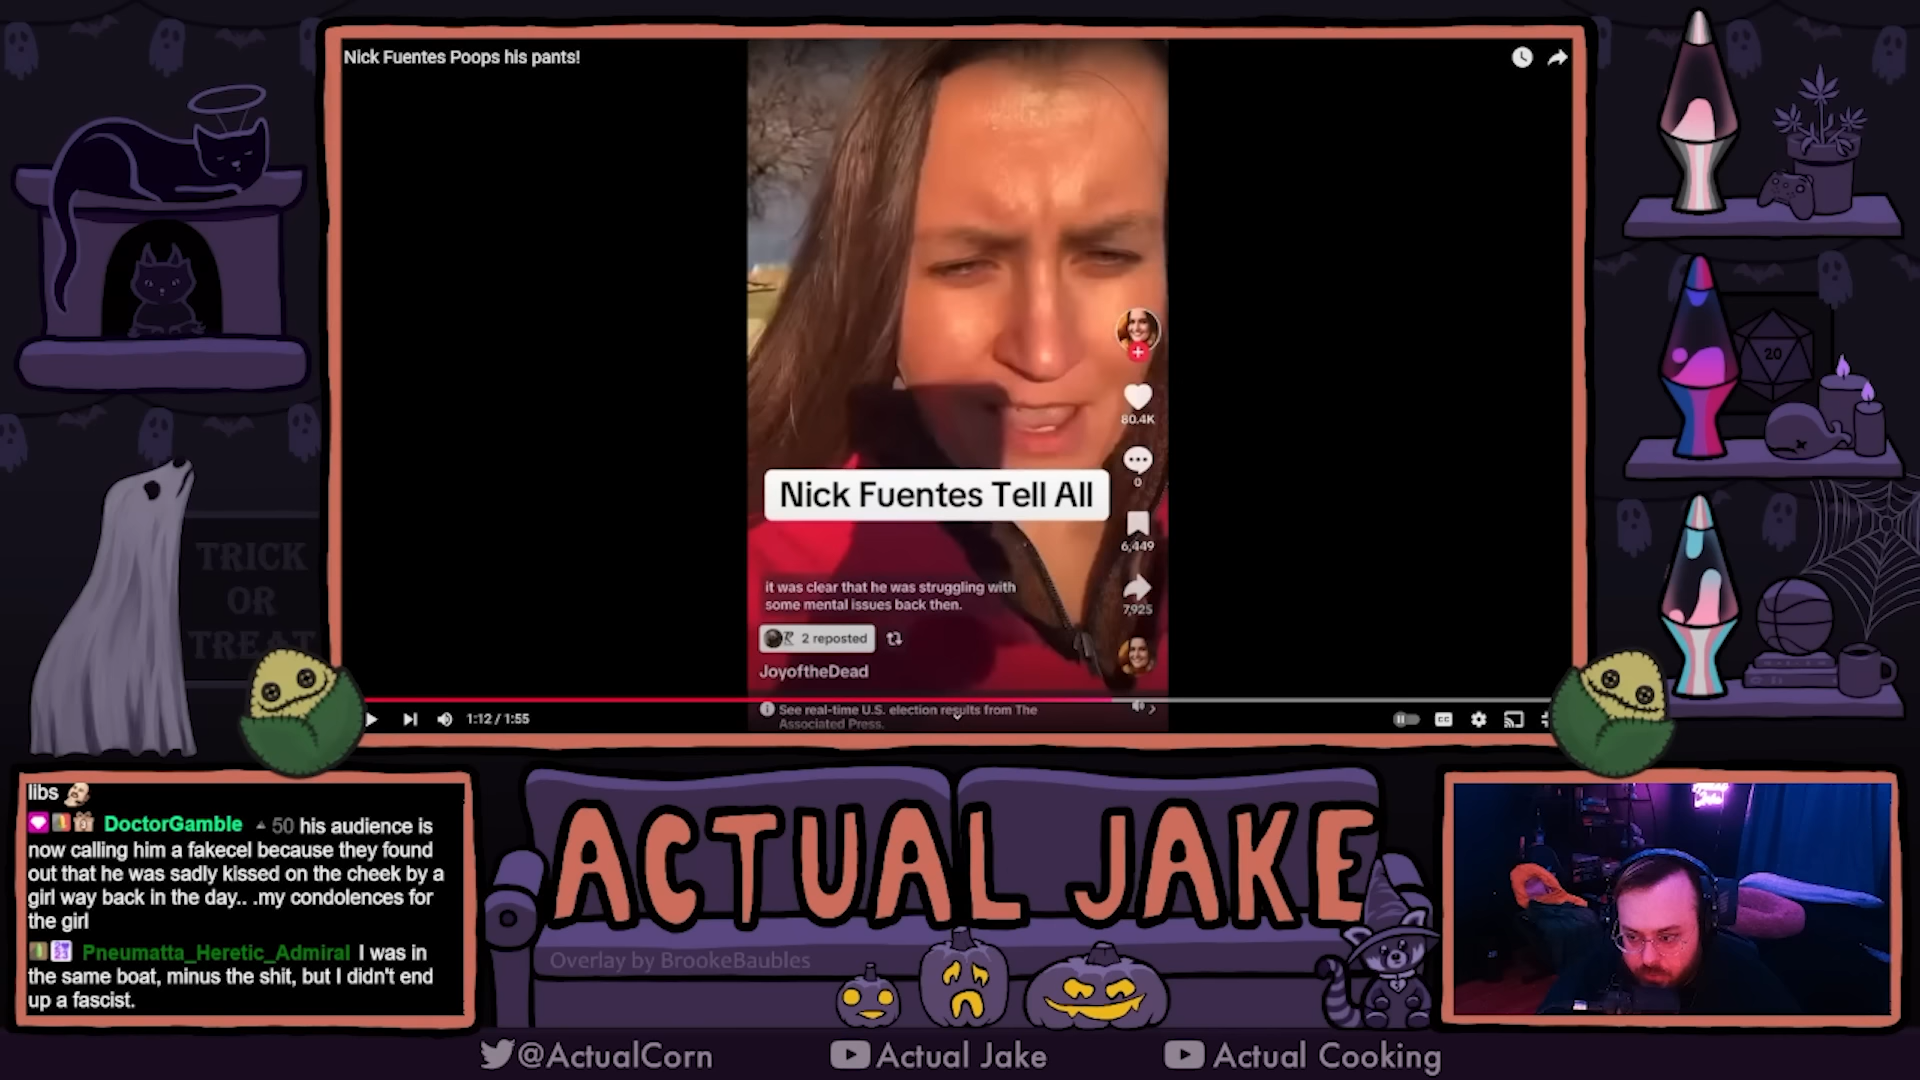 Nick Fuentes Poops his pants!
Nick Fuentes Tell All
80.4K
0
6,449
7,925
it was clear that he was struggling with
some mental issues back then.
2 reposted
JoyoftheDead
See real-time U.S. election results from The
Associated Press.
1:12 / 1:55
CC
20
TRICK
OR
TREAT
libs
DoctorGamble 50 his audience is
now calling him a fakecel because they found
out that he was sadly kissed on the cheek by a
girl way back in the day.. .my condolences for
the girl
Pneumatta_Heretic_Admiral I was in
the same boat, minus the shit, but I didn't end
up a fascist.
ACTUAL JAKE
Overlay by BrookeBaubles
@ActualCorn
Actual Jake
Actual Cooking